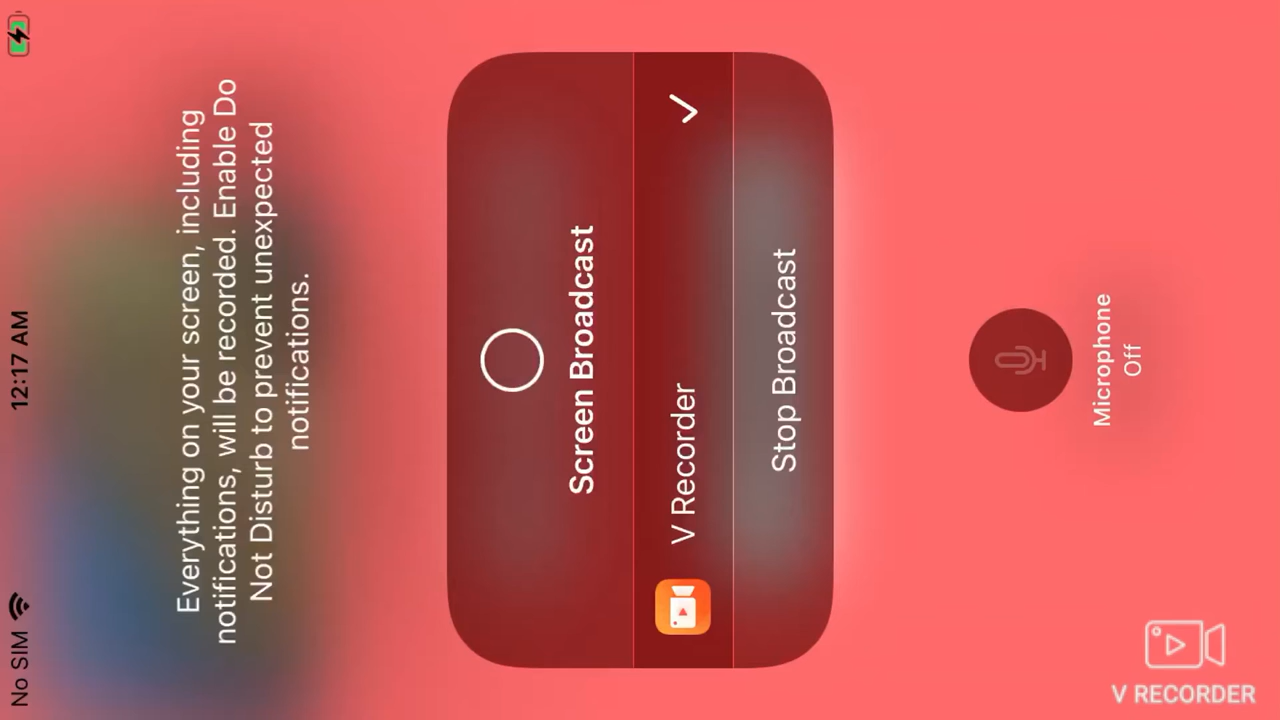 No SIM 12:17 AM
Everything on your screen, including
notifications, will be recorded. Enable Do
Not Disturb to prevent unexpected
notifications.
Screen Broadcast
V Recorder
Stop Broadcast
Microphone
Off
V RECORDER